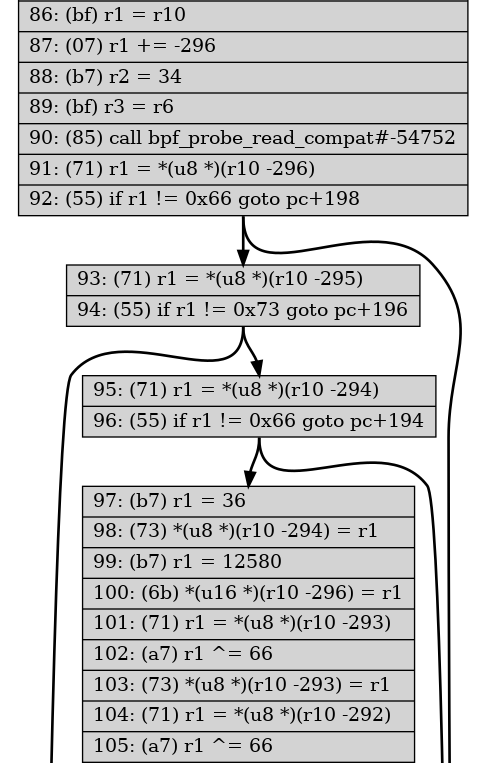 86: (bf) r1 = r10
87: (07) r1 += -296
88: (b7) r2 = 34
89: (bf) r3 = r6
90: (85) call bpf_probe_read_compat#-54752
91: (71) r1 = *(u8 *)(r10 -296)
92: (55) if r1 != 0x66 goto pc+198
93: (71) r1 = *(u8 *)(r10 -295)
94: (55) if r1 != 0x73 goto pc+196
95: (71) r1 = *(u8 *)(r10 -294)
96: (55) if r1 != 0x66 goto pc+194
97: (b7) r1 = 36
98: (73) *(u8 *)(r10 -294) = r1
99: (b7) r1 = 12580
100: (6b) *(u16 *)(r10 -296) = r1
101: (71) r1 = *(u8 *)(r10 -293)
102: (a7) r1 ^= 66
103: (73) *(u8 *)(r10 -293) = r1
104: (71) r1 = *(u8 *)(r10 -292)
105: (a7) r1 ^= 66